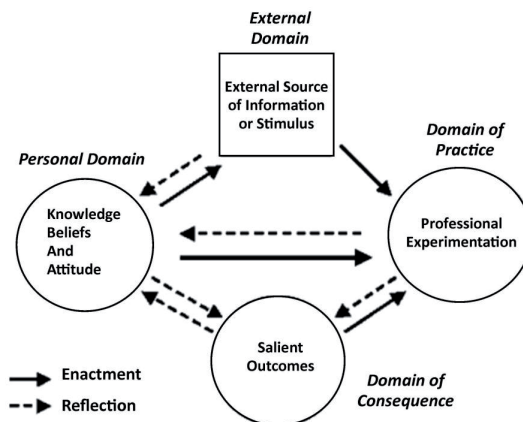 External
Domain
External Source
of Information
or Stimulus
Domain of
Practice
Personal Domain
Knowledge
Beliefs
And
Attitude
Professional
Experimentation
Salient
Outcomes
Enactment
Reflection
Domain of
Consequence